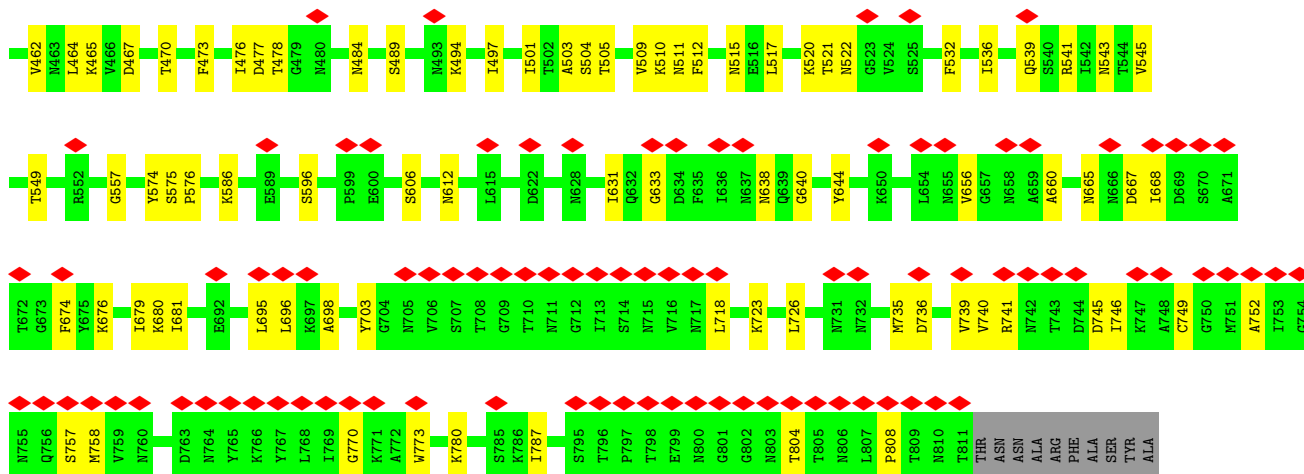 V462 N463 L464 K465 V466 D467 T470 F473 I476 D477 T478 G479 N480 N484 S489 N493 K494 I497 I501 T502 A503 S504 T505 V509 K510 N511 F512 N515 E516 L517 K520 T521 N522 G523 V524 S525 F532 I536 Q539 S540 R541 I542 N543 T544 V545
T549 R552 G557 Y574 S575 P576 K586 E589 S596 P599 E600 S606 N612 L615 D622 N628 I631 Q632 G633 D634 F635 I636 N637 N638 Q639 G640 Y644 K650 L654 N655 V656 G657 N658 A659 A660 N665 N666 D667 I668 D669 S670 A671
T672 G673 F674 Y675 K676 I679 K680 I681 E692 L695 L696 K697 A698 Y703 G704 N705 V706 S707 T708 G709 T710 N711 G712 I713 S714 N715 V716 N717 L718 K723 L726 N731 N732 M735 D736 V739 V740 R741 N742 T743 D744 D745 I746 K747 A748 C749 G750 M751 A752 I753 G754
N755 Q756 S757 M758 V759 N760 D763 N764 Y765 K766 Y767 L768 I769 G770 K771 A772 W773 K780 S785 K786 I787 S795 T796 P797 T798 E799 N800 G801 G802 N803 T804 T805 N806 L807 P808 T809 N810 T811 THR ASN ASN ALA ARG PHE ALA SER TYR ALA